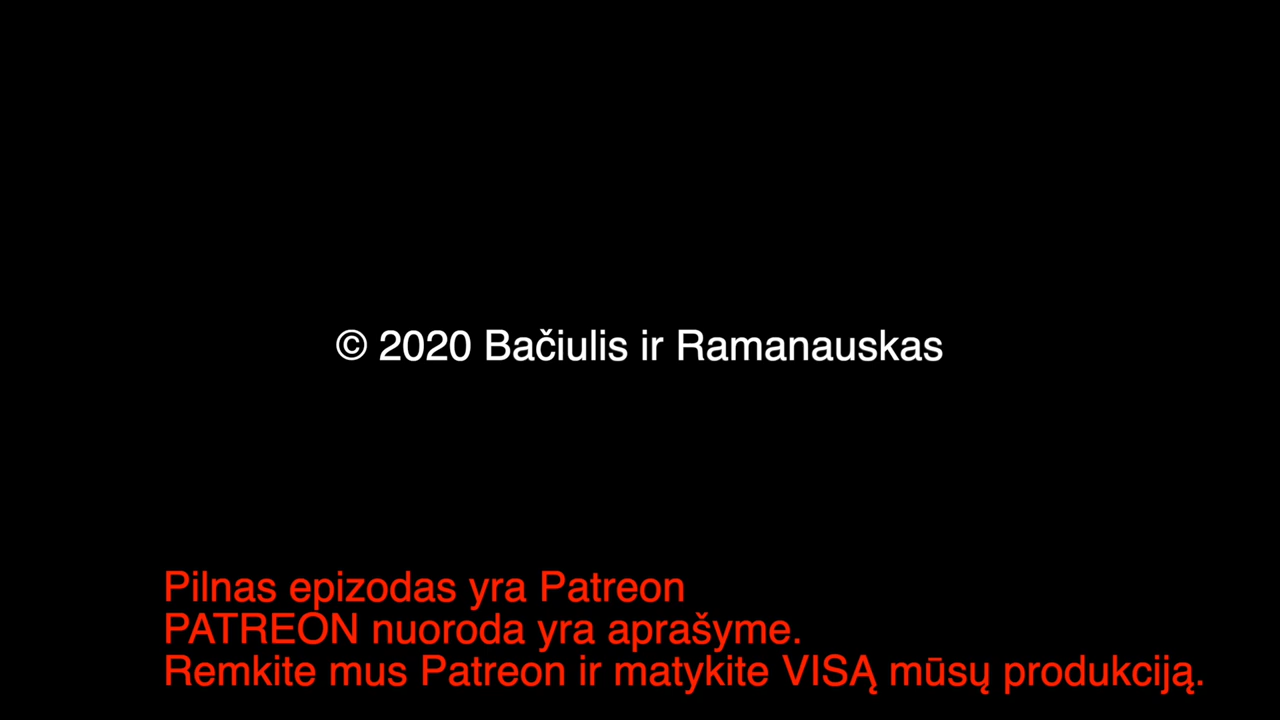 © 2020 Bačiulis ir Ramanauskas
Pilnas epizodas yra Patreon
PATREON nuoroda yra aprašyme.
Remkite mus Patreon ir matykite VISĄ mūsų produkciją.